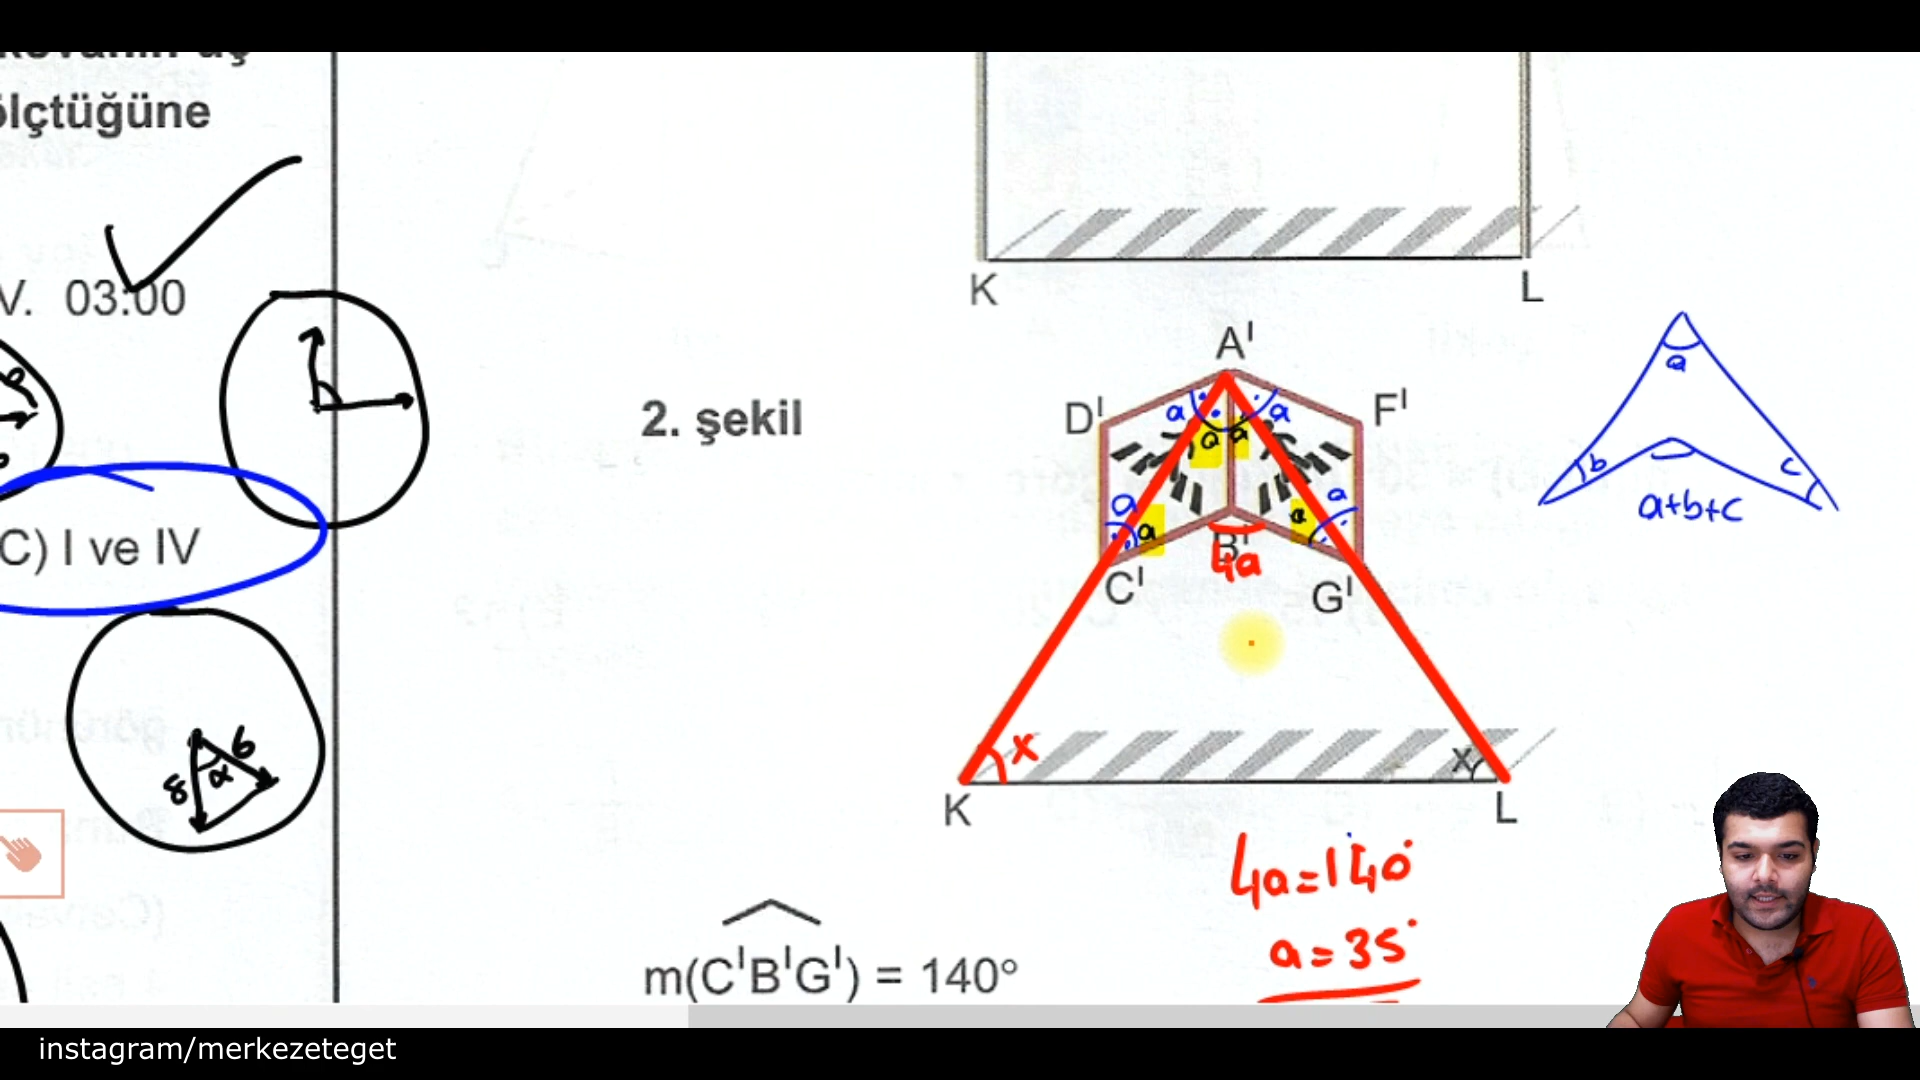 ölçtüğüne
V. 03:00
C) I ve IV
8
α
6
K
L
2. şekil
A'
D'
F'
a
a
a
a
a
a
a
a
B'
4a
C'
G'
x
x
K
L
a
b
c
a+b+c
4a=140°
a=35°
m(C'B'G') = 140°
instagram/merkezeteget